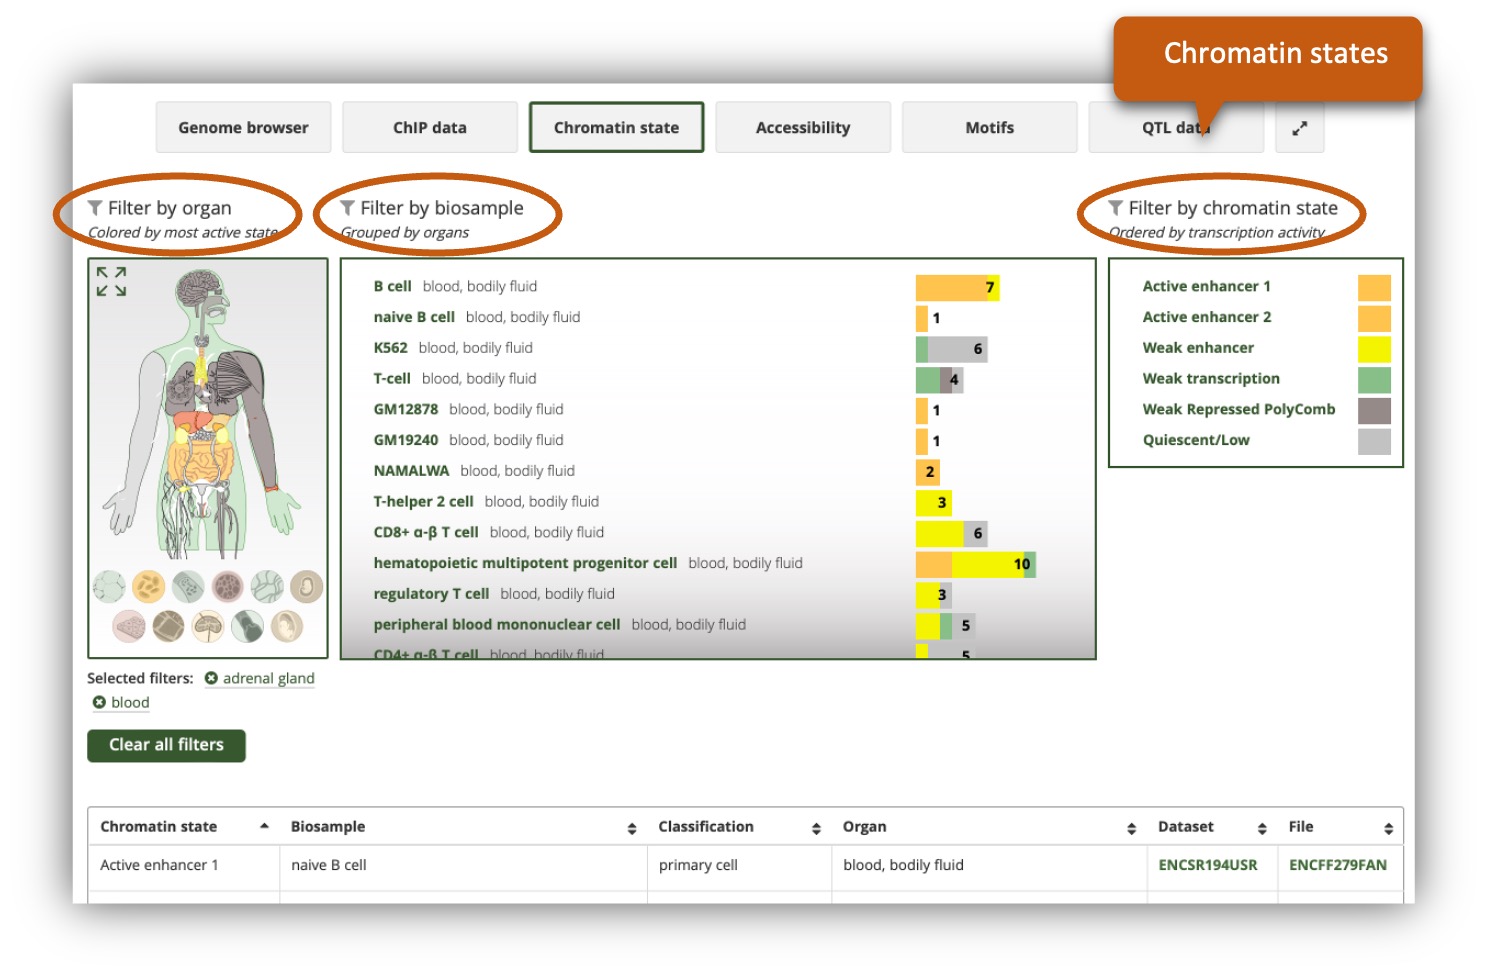 Chromatin states
Genome browser
ChIP data
Chromatin state
Accessibility
Motifs
QTL data
Filter by organ
Colored by most active state
Filter by biosample
Grouped by organs
Filter by chromatin state
Ordered by transcription activity
B cell blood, bodily fluid 7
naive B cell blood, bodily fluid 1
K562 blood, bodily fluid 6
T-cell blood, bodily fluid 4
GM12878 blood, bodily fluid 1
GM19240 blood, bodily fluid 1
NAMALWA blood, bodily fluid 2
T-helper 2 cell blood, bodily fluid 3
CD8+ α-β T cell blood, bodily fluid 6
hematopoietic multipotent progenitor cell blood, bodily fluid 10
regulatory T cell blood, bodily fluid 3
peripheral blood mononuclear cell blood, bodily fluid 5
CD4+ α-β T cell blood, bodily fluid 5
Active enhancer 1
Active enhancer 2
Weak enhancer
Weak transcription
Weak Repressed PolyComb
Quiescent/Low
Selected filters: adrenal gland
blood
Clear all filters
Chromatin state Biosample Classification Organ Dataset File
Active enhancer 1 naive B cell primary cell blood, bodily fluid ENCSR194USR ENCFF279FAN